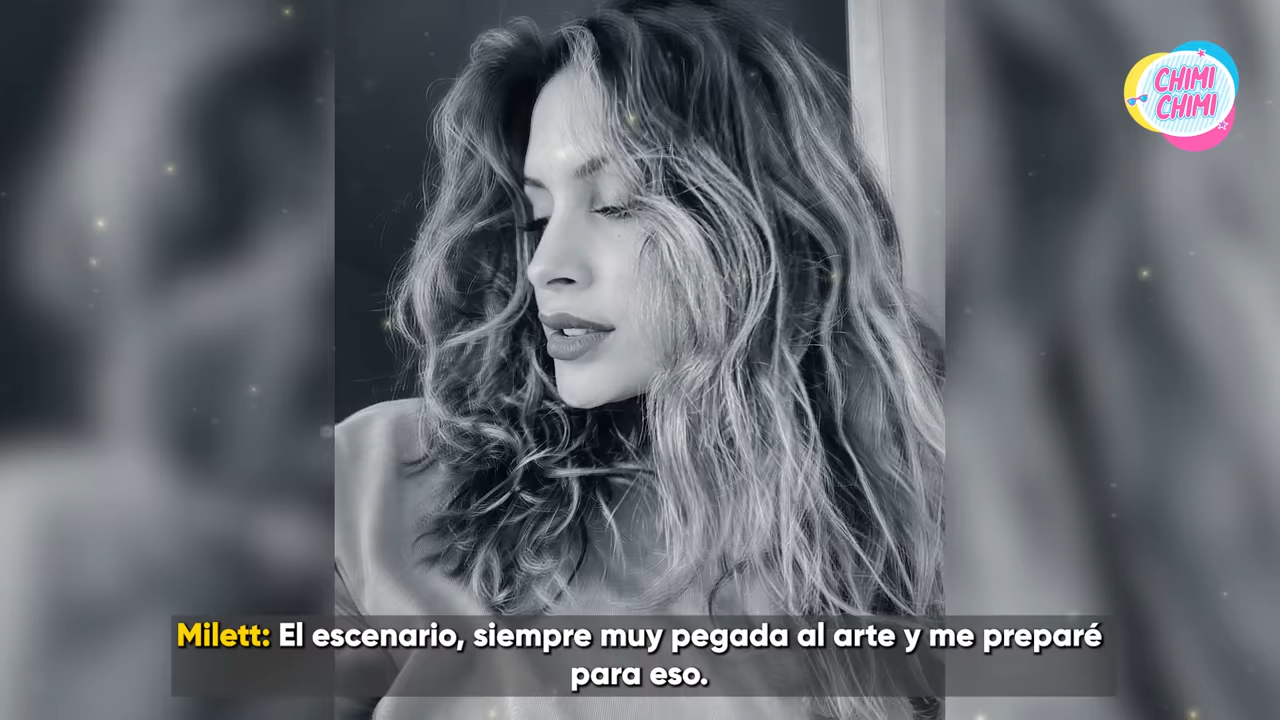 CHIMI
CHIMI
Milett: El escenario, siempre muy pegada al arte y me preparé
para eso.